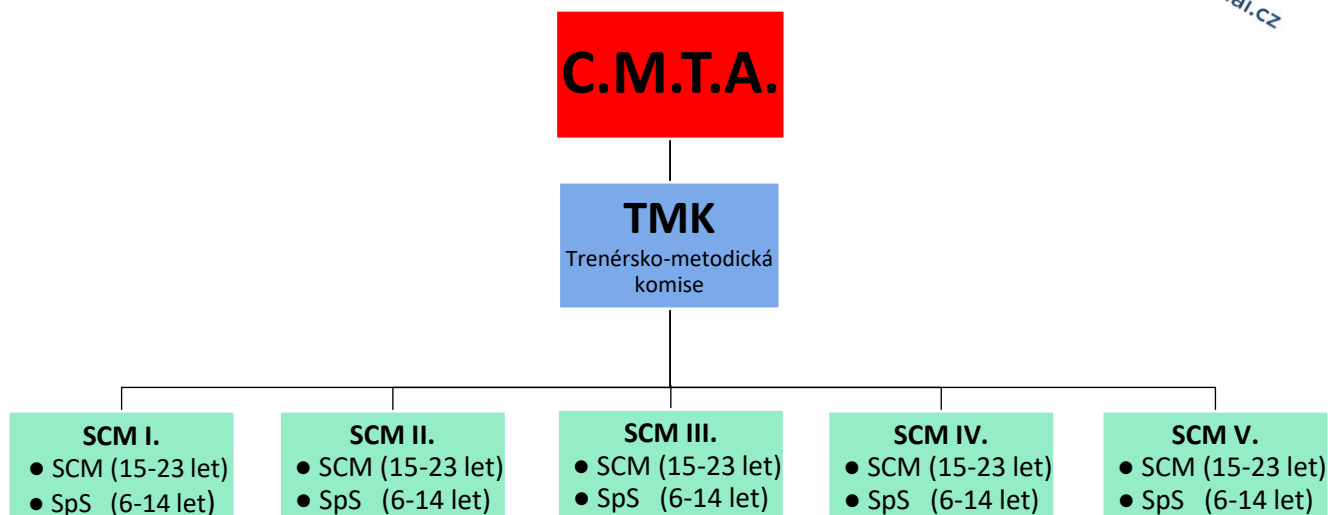 C.M.T.A.
TMK
Trenérsko-metodická
komise
SCM I.
● SCM (15-23 let)
● SpS (6-14 let)
SCM II.
● SCM (15-23 let)
● SpS (6-14 let)
SCM III.
● SCM (15-23 let)
● SpS (6-14 let)
SCM IV.
● SCM (15-23 let)
● SpS (6-14 let)
SCM V.
● SCM (15-23 let)
● SpS (6-14 let)